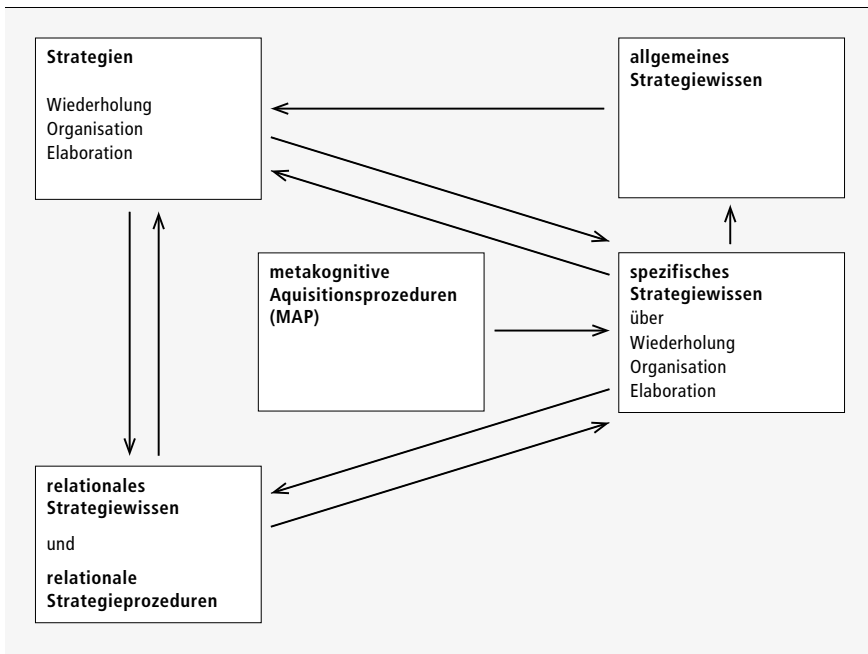 Strategien
Wiederholung
Organisation
Elaboration
allgemeines
Strategiewissen
metakognitive
Aquisitionsprozeduren
(MAP)
spezifisches
Strategiewissen
über
Wiederholung
Organisation
Elaboration
relationales
Strategiewissen
und
relationale
Strategieprozeduren